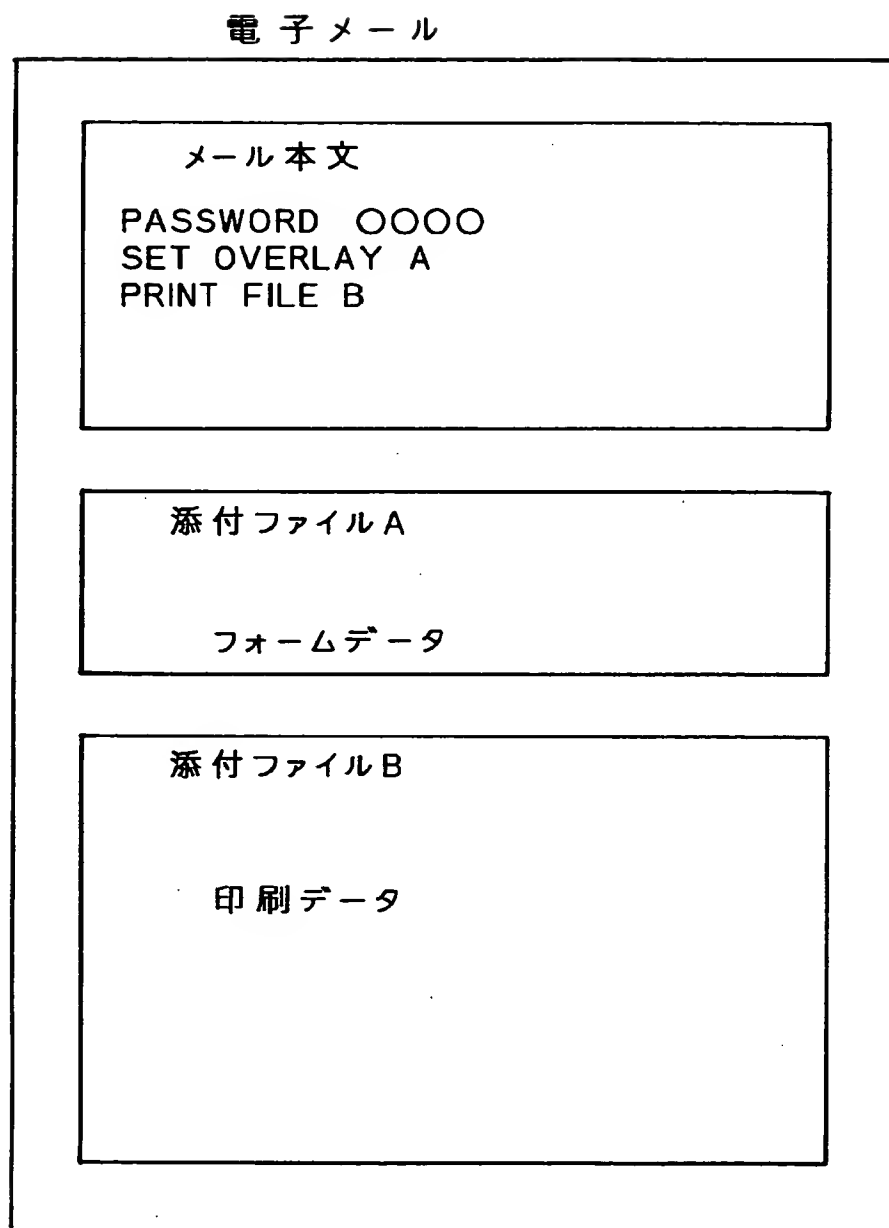 電子メール
メール本文
PASSWORD ○○○○
SET OVERLAY A
PRINT FILE B
添付ファイルA
フォームデータ
添付ファイルB
印刷データ